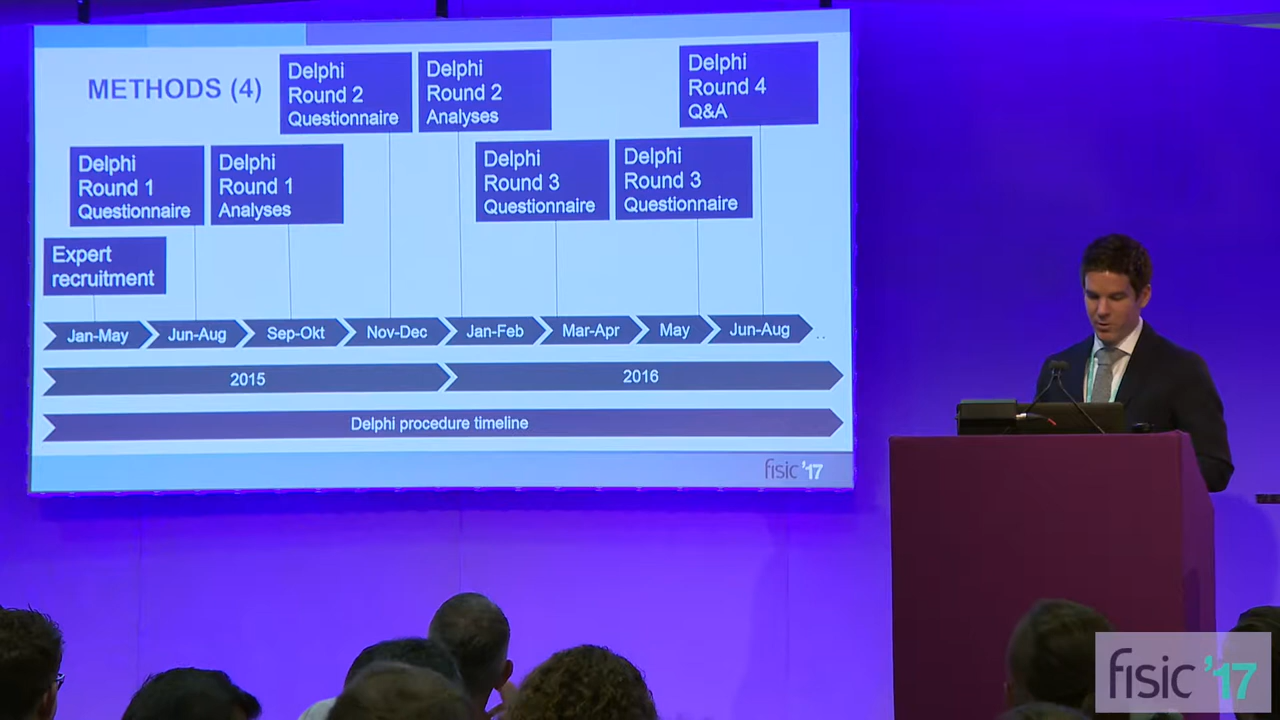 METHODS (4)
Delphi
Round 2
Questionnaire
Delphi
Round 2
Analyses
Delphi
Round 4
Q&A
Delphi
Round 1
Questionnaire
Delphi
Round 1
Analyses
Delphi
Round 3
Questionnaire
Delphi
Round 3
Questionnaire
Expert
recruitment
Jan-May
Jun-Aug
Sep-Okt
Nov-Dec
Jan-Feb
Mar-Apr
May
Jun-Aug
..
2015
2016
Delphi procedure timeline
fisic '17
fisic '17